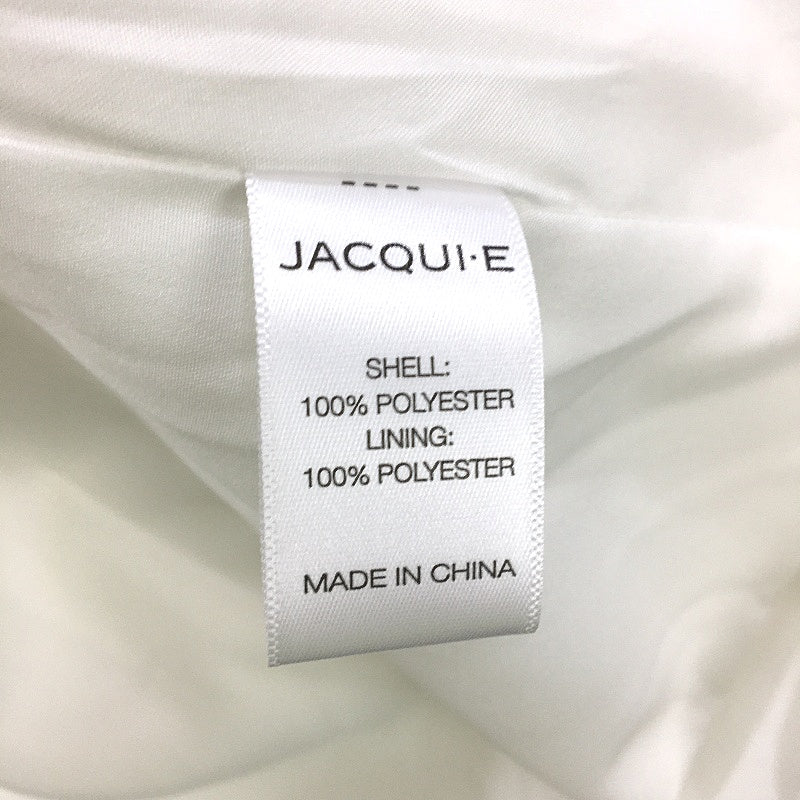 ----
JACQUI·E
SHELL:
100% POLYESTER
LINING:
100% POLYESTER
MADE IN CHINA